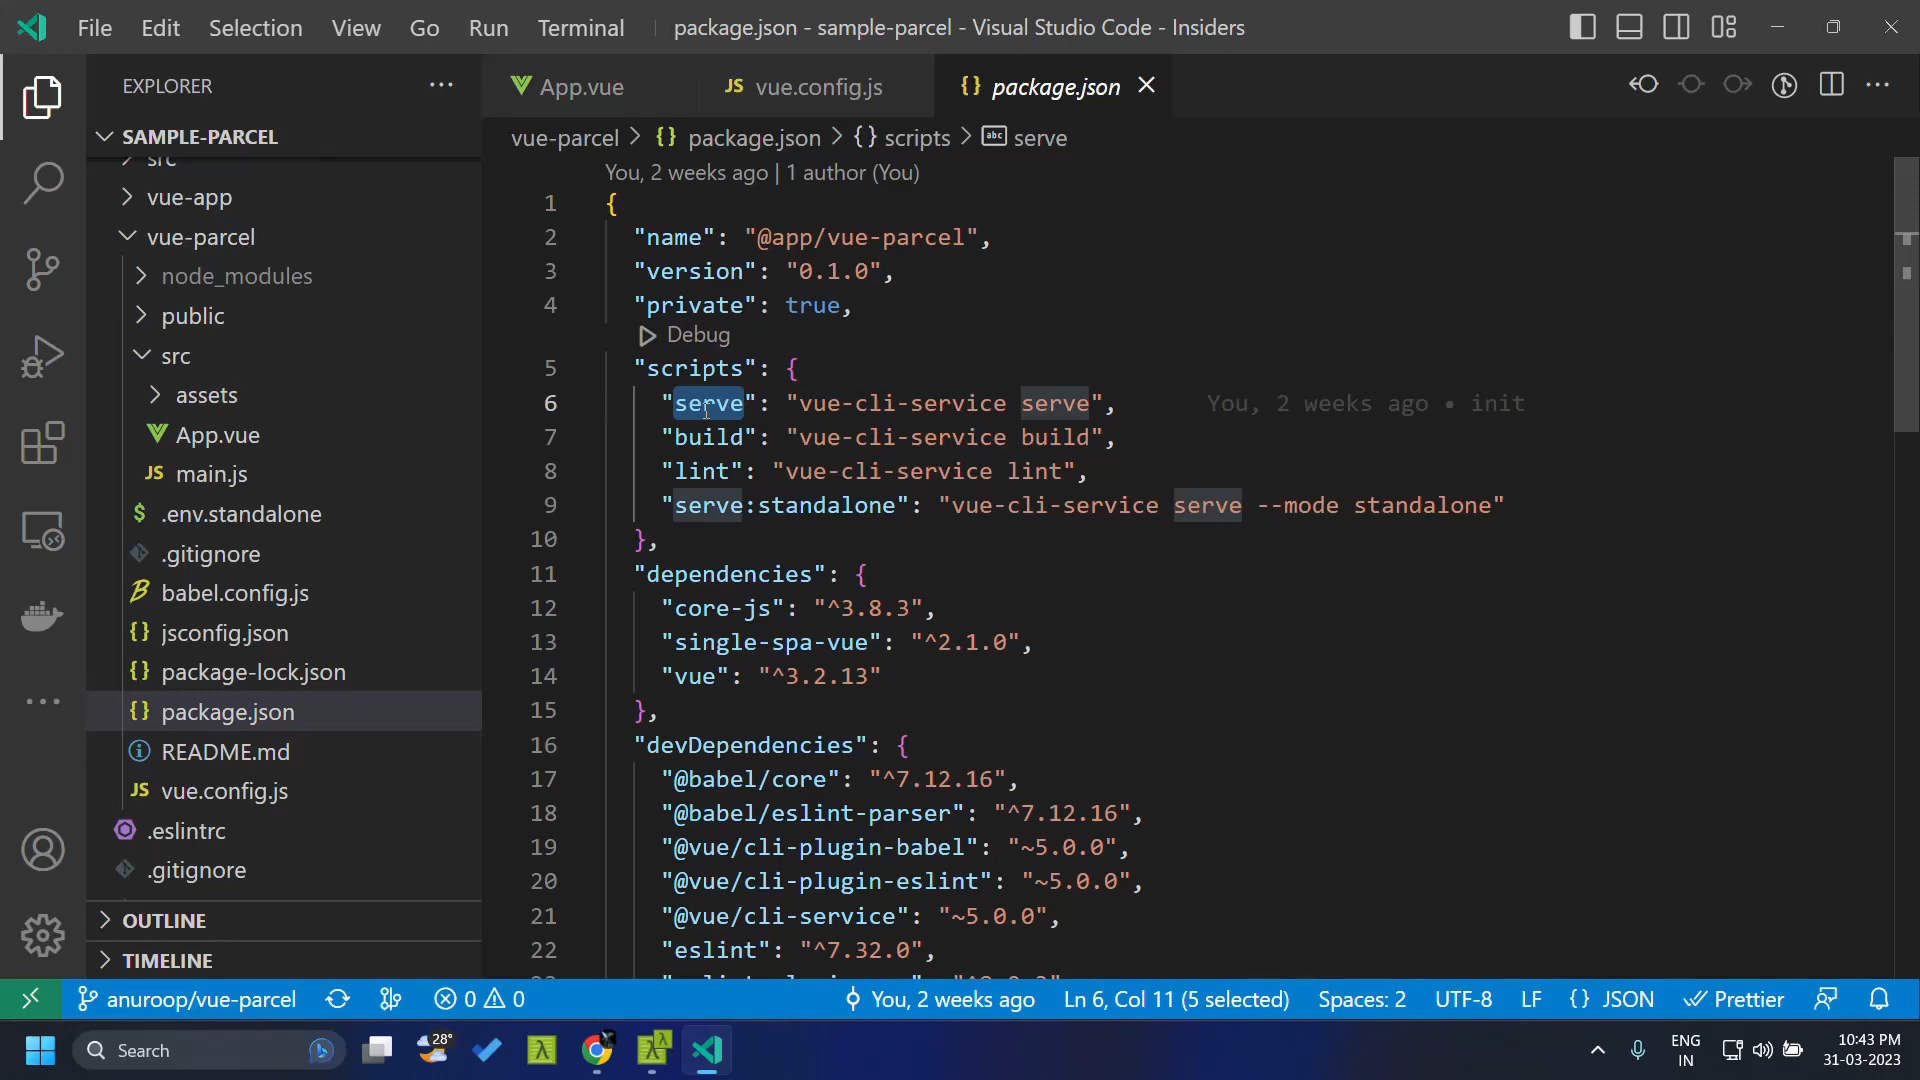 File Edit Selection View Go Run Terminal package.json - sample-parcel - Visual Studio Code - Insiders
EXPLORER
SAMPLE-PARCEL
src
vue-app
vue-parcel
node_modules
public
src
assets
App.vue
JS main.js
$ .env.standalone
.gitignore
babel.config.js
{} jsconfig.json
{} package-lock.json
{} package.json
README.md
JS vue.config.js
.eslintrc
.gitignore
OUTLINE
TIMELINE
App.vue JS vue.config.js {} package.json
vue-parcel > {} package.json > {} scripts > abc serve
You, 2 weeks ago | 1 author (You)
1 {
2 "name": "@app/vue-parcel",
3 "version": "0.1.0",
4 "private": true,
Debug
5 "scripts": {
6 "serve": "vue-cli-service serve", You, 2 weeks ago • init
7 "build": "vue-cli-service build",
8 "lint": "vue-cli-service lint",
9 "serve:standalone": "vue-cli-service serve --mode standalone"
10 },
11 "dependencies": {
12 "core-js": "^3.8.3",
13 "single-spa-vue": "^2.1.0",
14 "vue": "^3.2.13"
15 },
16 "devDependencies": {
17 "@babel/core": "^7.12.16",
18 "@babel/eslint-parser": "^7.12.16",
19 "@vue/cli-plugin-babel": "~5.0.0",
20 "@vue/cli-plugin-eslint": "~5.0.0",
21 "@vue/cli-service": "~5.0.0",
22 "eslint": "^7.32.0",
anuroop/vue-parcel 0 0 You, 2 weeks ago Ln 6, Col 11 (5 selected) Spaces: 2 UTF-8 LF {} JSON Prettier
Search 28° ENG IN 10:43 PM 31-03-2023